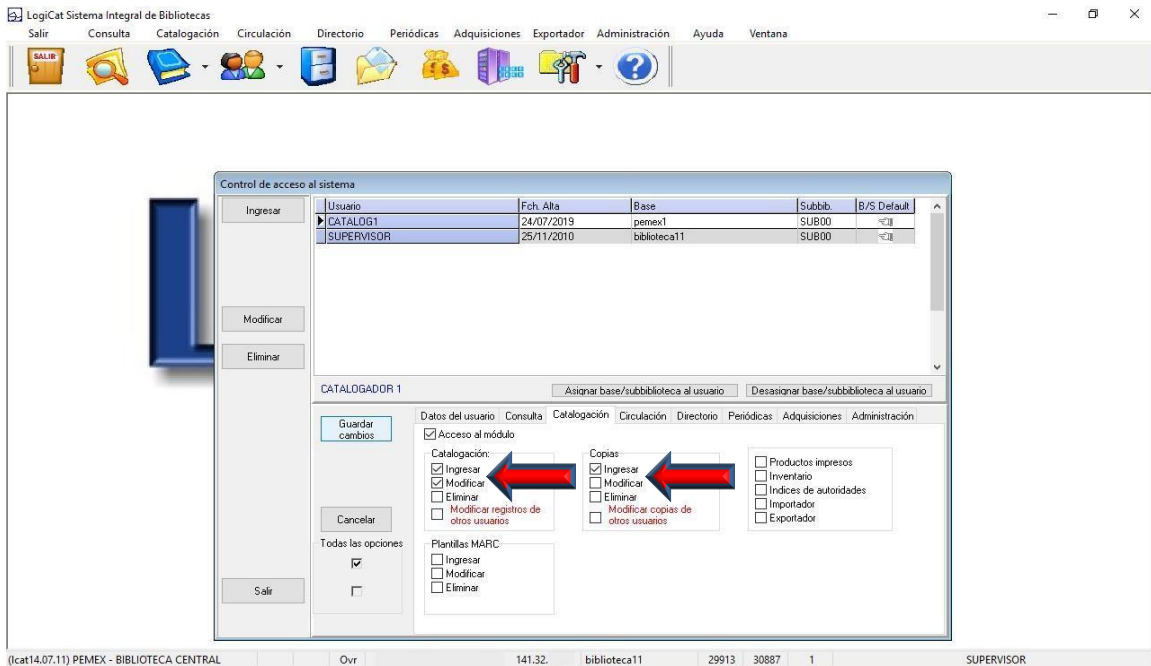 LogiCat Sistema Integral de Bibliotecas
Salir Consulta Catalogación Circulación Directorio Periódicas Adquisiciones Exportador Administración Ayuda Ventana
SALIR
Control de acceso al sistema
Ingresar
Modificar
Eliminar
Salir
Usuario Fch. Alta Base Subbib. B/S Default
CATALOG1 24/07/2019 pemex1 SUB00
SUPERVISOR 25/11/2010 biblioteca11 SUB00
CATALOGADOR 1 Asignar base/subbiblioteca al usuario Desasignar base/subbiblioteca al usuario
Guardar
cambios
Cancelar
Todas las opciones
Datos del usuario Consulta Catalogación Circulación Directorio Periódicas Adquisiciones Administración
Acceso al módulo
Catalogación:
Ingresar
Modificar
Eliminar
Modificar registros de
otros usuarios
Copias
Ingresar
Modificar
Eliminar
Modificar copias de
otros usuarios
Productos impresos
Inventario
Indices de autoridades
Importador
Exportador
Plantillas MARC
Ingresar
Modificar
Eliminar
(lcat14.07.11) PEMEX - BIBLIOTECA CENTRAL Ovr 141.32. biblioteca11 29913 30887 1 SUPERVISOR